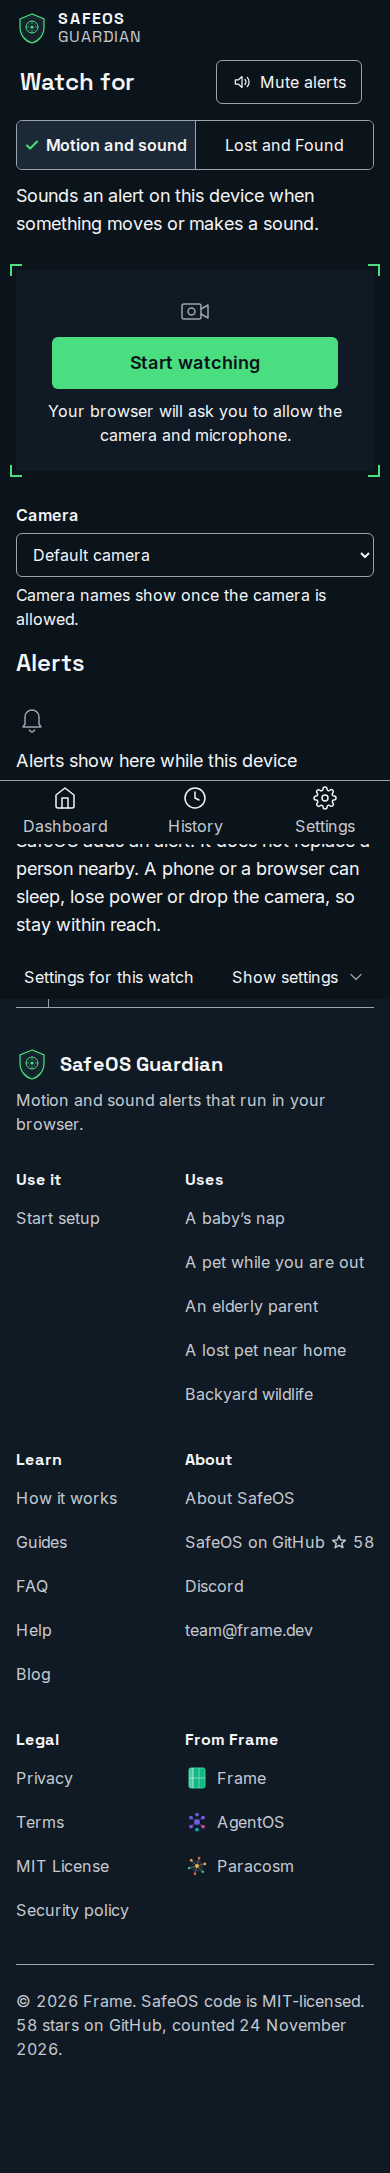 SAFEOS
GUARDIAN
Watch for
Mute alerts
Motion and sound
Lost and Found
Sounds an alert on this device when
something moves or makes a sound.
Start watching
Your browser will ask you to allow the
camera and microphone.
Camera
Default camera
Camera names show once the camera is
allowed.
Alerts
Alerts show here while this device
Dashboard
History
Settings
SafeOS adds an alert. It does not replace a
person nearby. A phone or a browser can
sleep, lose power or drop the camera, so
stay within reach.
Settings for this watch
Show settings
SafeOS Guardian
Motion and sound alerts that run in your
browser.
Use it
Start setup
Uses
A baby’s nap
A pet while you are out
An elderly parent
A lost pet near home
Backyard wildlife
Learn
How it works
Guides
FAQ
Help
Blog
About
About SafeOS
SafeOS on GitHub ☆ 58
Discord
team@frame.dev
Legal
Privacy
Terms
MIT License
Security policy
From Frame
Frame
AgentOS
Paracosm
© 2026 Frame. SafeOS code is MIT-licensed.
58 stars on GitHub, counted 24 November
2026.